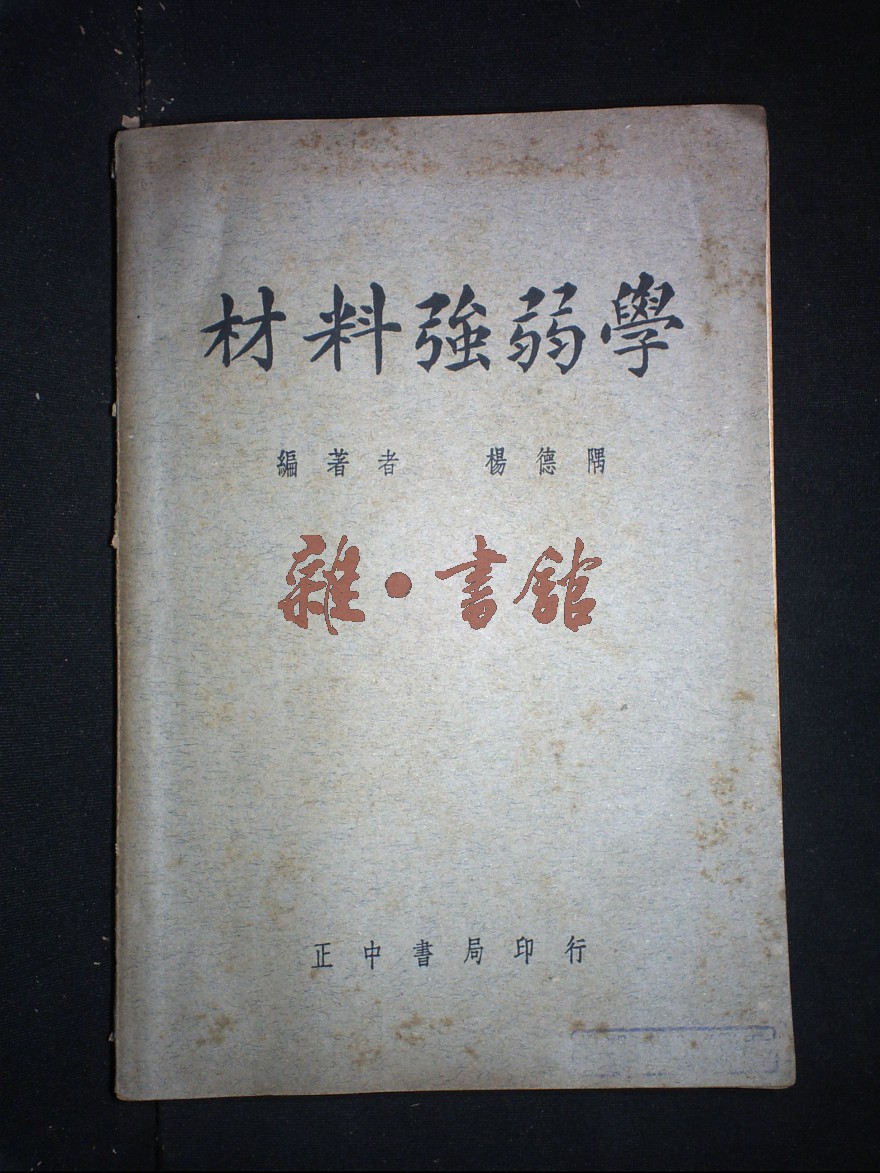 材料強弱學
編著者 楊德隅
雜·書館
正中書局印行